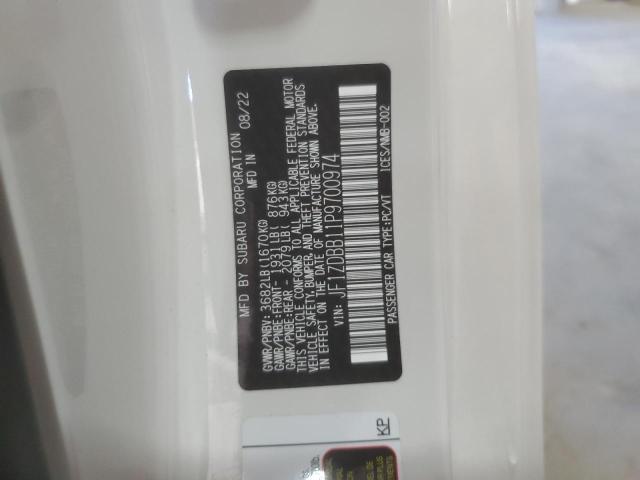 MFD BY SUBARU CORPORATION 08/22
MFD IN
GVWR/PNBV: 3682LB(1670KG)
GAWR/PNBE:FRONT- 1931LB( 876KG)
GAWR/PNBE:REAR - 2079LB( 943KG)
THIS VEHICLE CONFORMS TO ALL APPLICABLE FEDERAL MOTOR
VEHICLE SAFETY, BUMPER, AND THEFT PREVENTION STANDARDS
IN EFFECT ON THE DATE OF MANUFACTURE SHOWN ABOVE.
VIN: JF1ZDBB11P9700974
PASSENGER CAR TYPE:PC/VT ICES/NMB-002
KP